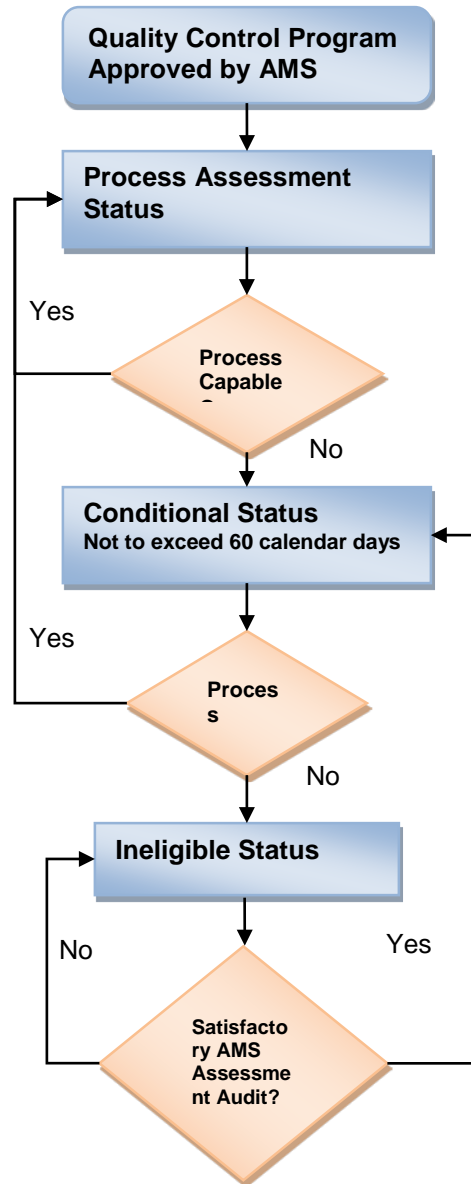 Quality Control Program
Approved by AMS
Process Assessment
Status
Yes
Process
Capable
No
Conditional Status
Not to exceed 60 calendar days
Yes
Proces
s
No
Ineligible Status
No
Yes
Satisfacto
ry AMS
Assessme
nt Audit?